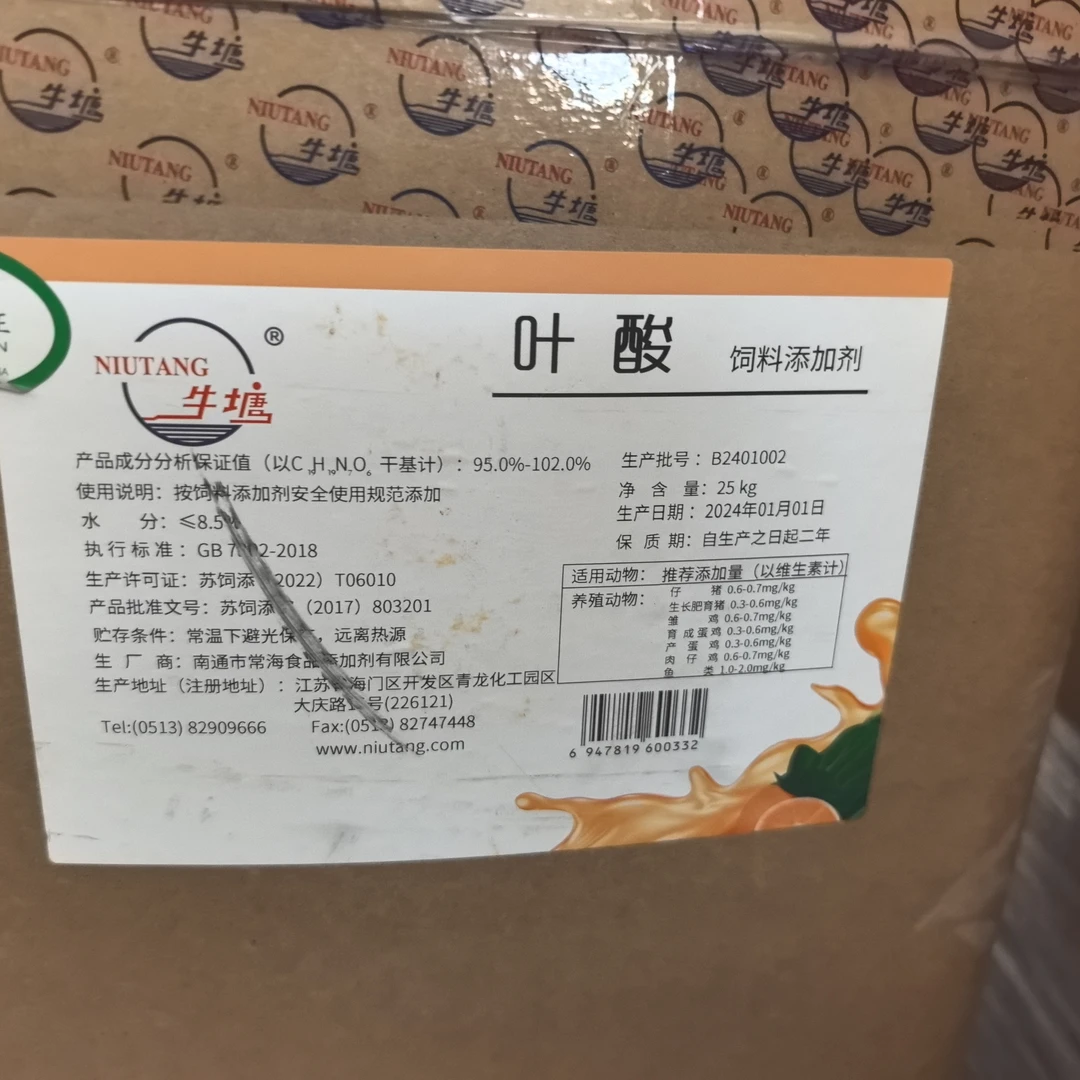 NIUTANG ®
牛塘
叶酸 饲料添加剂
NIUTANG ®
牛塘
产品成分分析保证值（以C₁₉H₁₉N₇O₆ 干基计）：95.0%-102.0%
使用说明：按饲料添加剂安全使用规范添加
水 分：≤8.5%
执行标准：GB 7 02-2018
生产许可证：苏饲添 2022）T06010
产品批准文号：苏饲添 （2017）803201
贮存条件：常温下避光保 ，远离热源
生 厂 商：南通市常海食品添加剂有限公司
生产地址（注册地址）：江苏 海门区开发区青龙化工园区
大庆路 号(226121)
Tel:(0513) 82909666 Fax:(0513) 82747448
www.niutang.com
生产批号：B2401002
净 含 量：25 kg
生产日期：2024年01月01日
保 质 期：自生产之日起二年
适用动物： 推荐添加量（以维生素计）
养殖动物： 仔 猪 0.6-0.7mg/kg
生长肥育猪 0.3-0.6mg/kg
雏 鸡 0.6-0.7mg/kg
育成蛋鸡 0.3-0.6mg/kg
产 蛋 鸡 0.3-0.6mg/kg
肉 仔 鸡 0.6-0.7mg/kg
鱼 类 1.0-2.0mg/kg
6 947819 600332